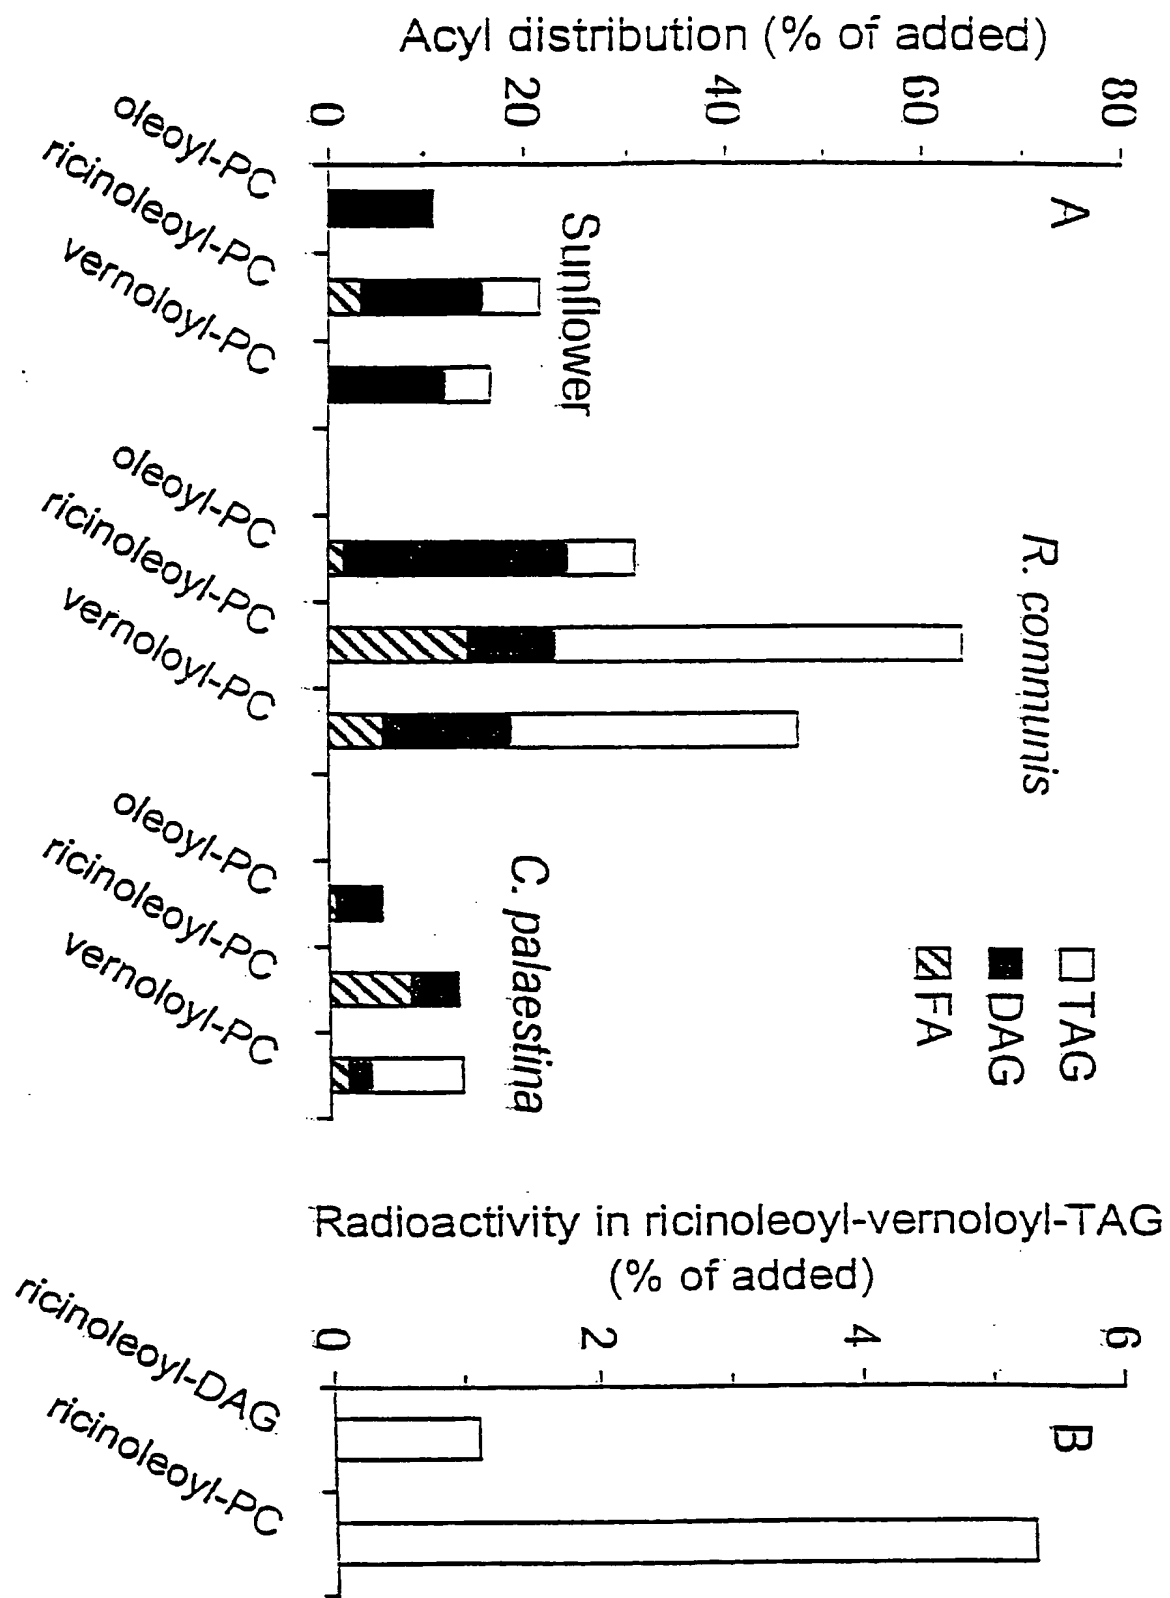 Acyl distribution (% of added)
0
20
40
60
80
A
Sunflower
R. communis
C. palaestina
TAG
DAG
FA
oleoyl-PC
ricinoleoyl-PC
vernoloyl-PC
oleoyl-PC
ricinoleoyl-PC
vernoloyl-PC
oleoyl-PC
ricinoleoyl-PC
vernoloyl-PC
Radioactivity in ricinoleoyl-vernoloyl-TAG
(% of added)
0
2
4
6
B
ricinoleoyl-DAG
ricinoleoyl-PC